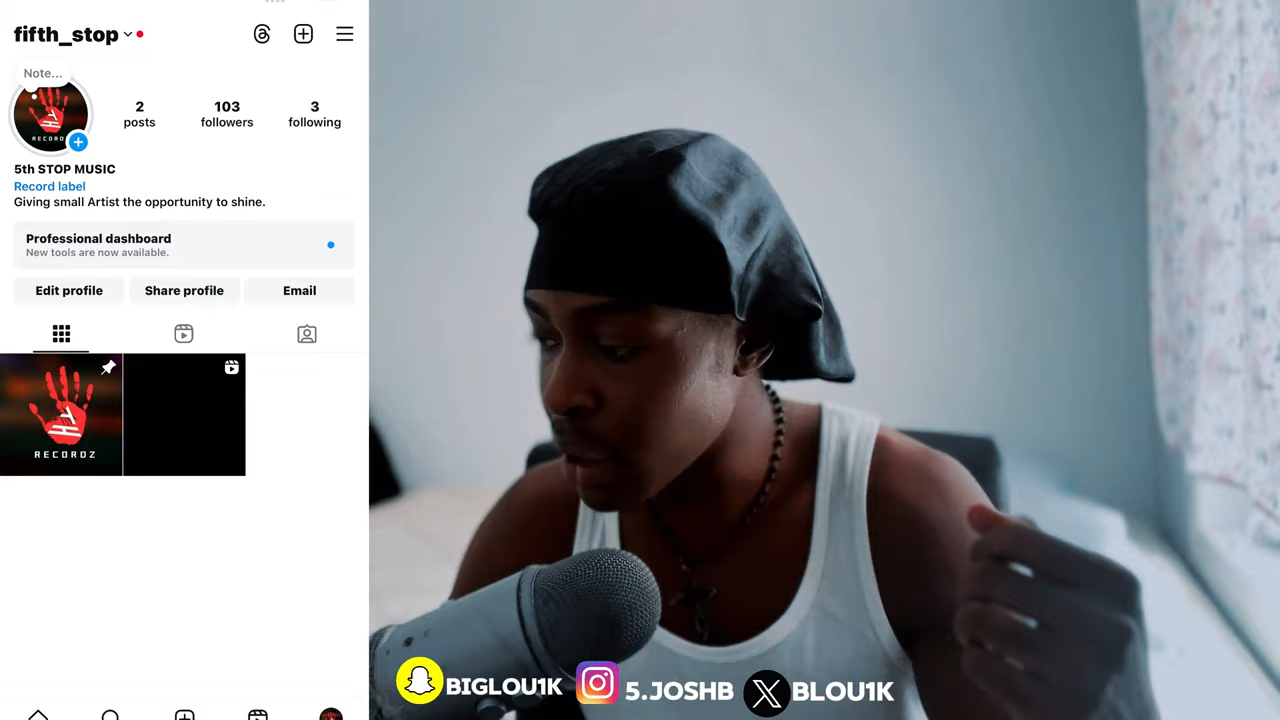 fifth_stop
Note...
RECORDZ
2
posts
103
followers
3
following
5th STOP MUSIC
Record label
Giving small Artist the opportunity to shine.
Professional dashboard
New tools are now available.
Edit profile
Share profile
Email
RECORDZ
BIGLOU1K
5.JOSHB
BLOU1K